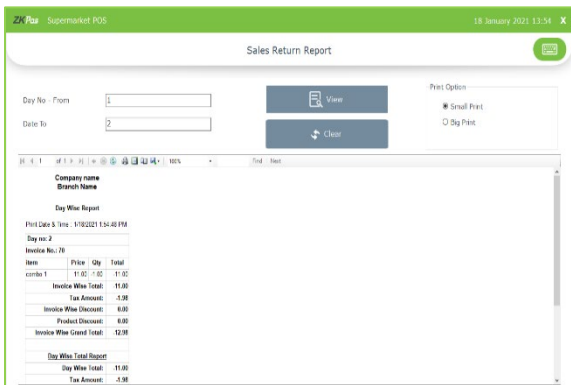 ZKPos Supermarket POS 18 January 2021 13:54 X
Sales Return Report
Day No - From 1
Date To 2
View
Clear
Print Option
Small Print
Big Print
1 of 1 100% Find | Next
Company name
Branch Name
Day Wise Report
Print Date & Time : 1/18/2021 1:54:48 PM
Day no: 2
Invoice No.: 70
Item Price Qty Total
combo 1 11.00 -1.00 -11.00
Invoice Wise Total: -11.00
Tax Amount: -1.98
Invoice Wise Discount: 0.00
Product Discount: 0.00
Invoice Wise Grand Total: -12.98
Day Wise Total Report
Day Wise Total: -11.00
Tax Amount: -1.98